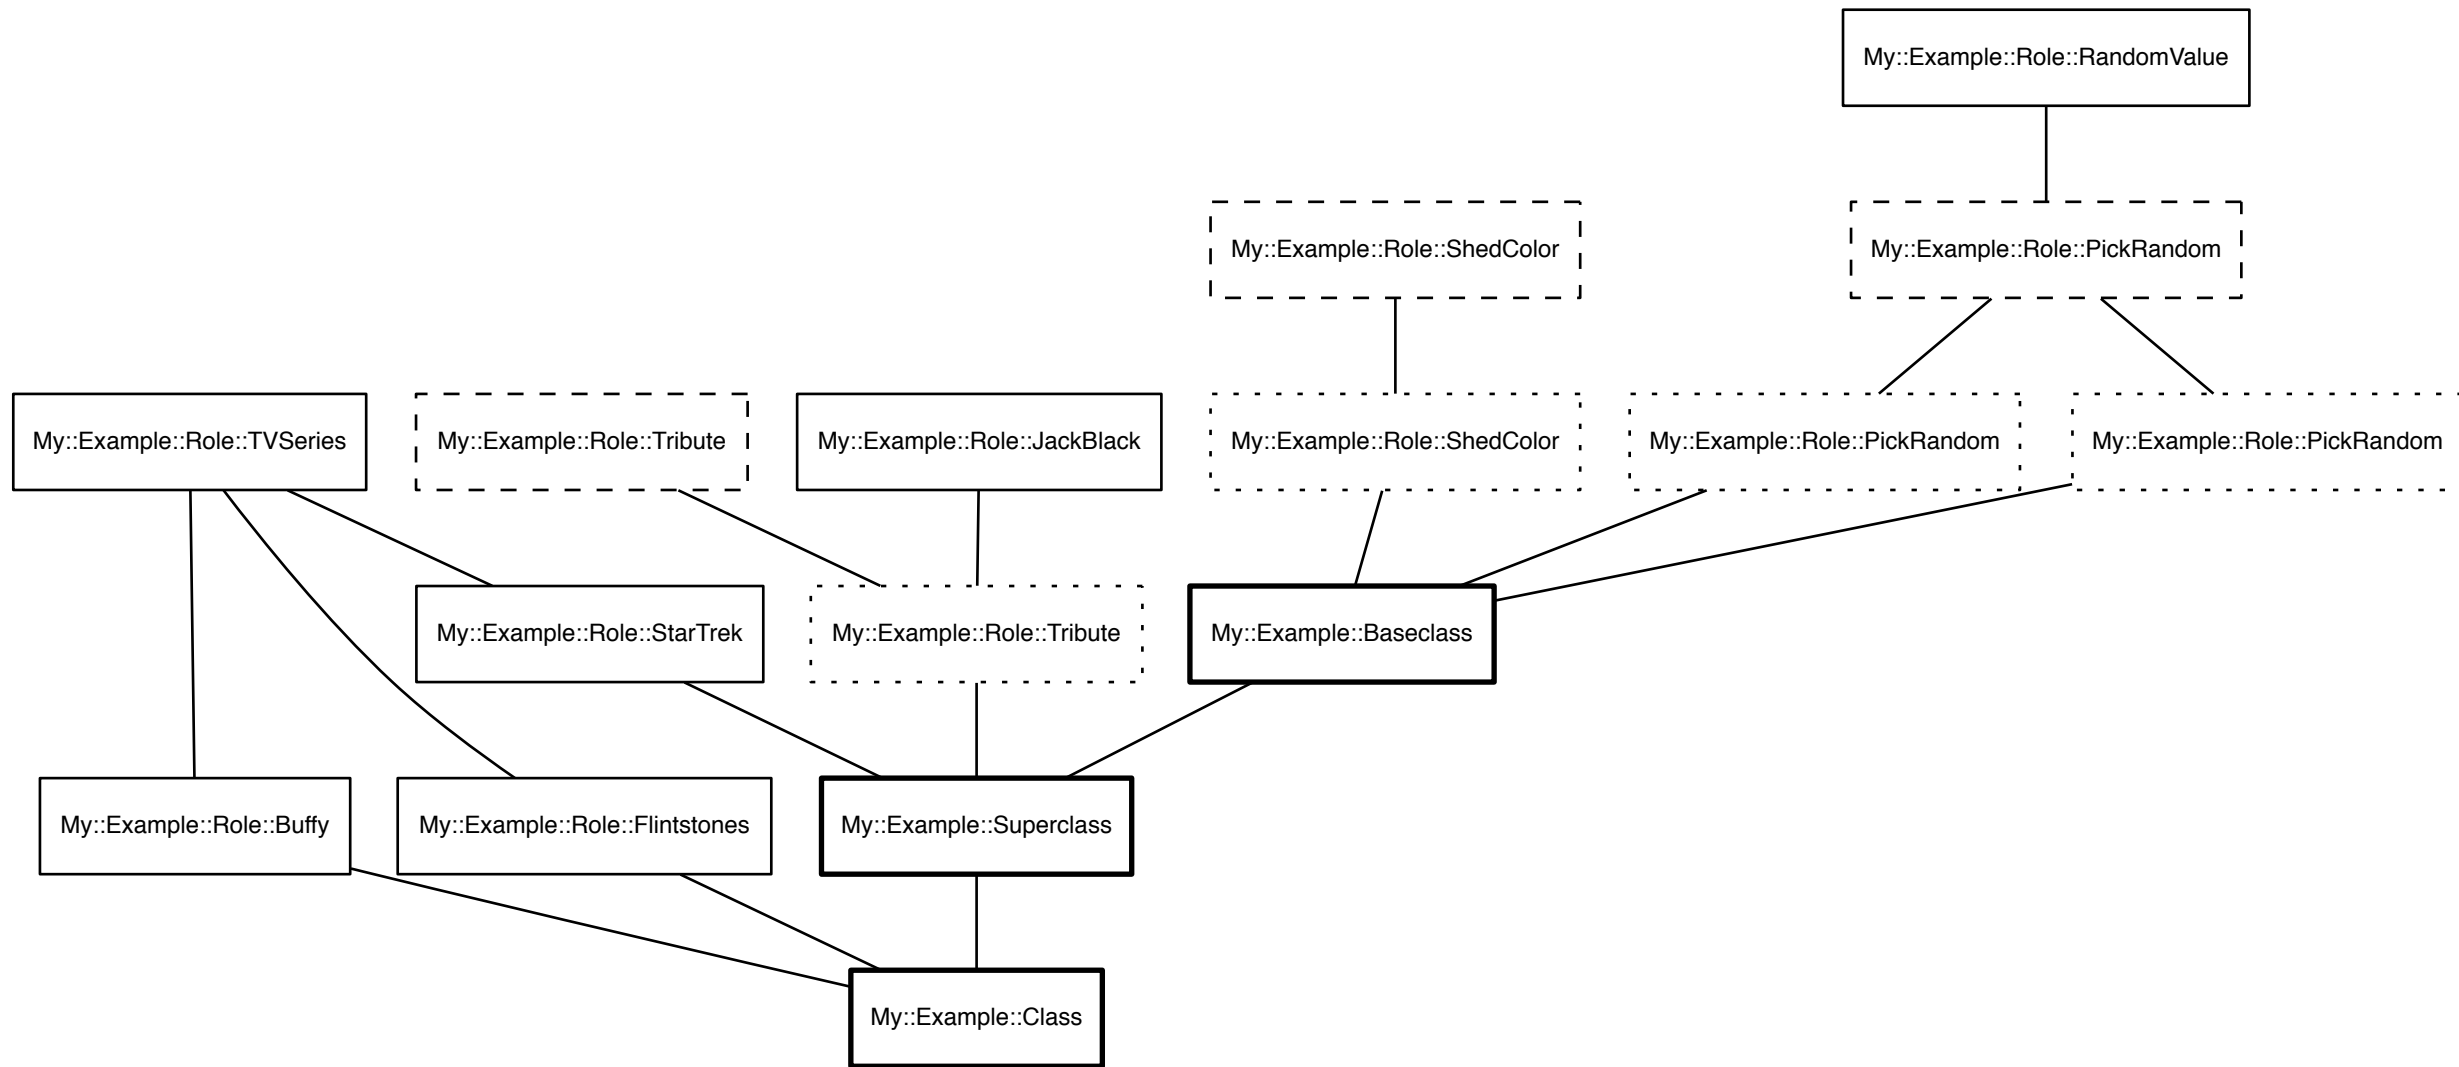 My::Example::Role::RandomValue
My::Example::Role::ShedColor
My::Example::Role::PickRandom
My::Example::Role::TVSeries
My::Example::Role::Tribute
My::Example::Role::JackBlack
My::Example::Role::ShedColor
My::Example::Role::PickRandom
My::Example::Role::PickRandom
My::Example::Role::StarTrek
My::Example::Role::Tribute
My::Example::Baseclass
My::Example::Role::Buffy
My::Example::Role::Flintstones
My::Example::Superclass
My::Example::Class